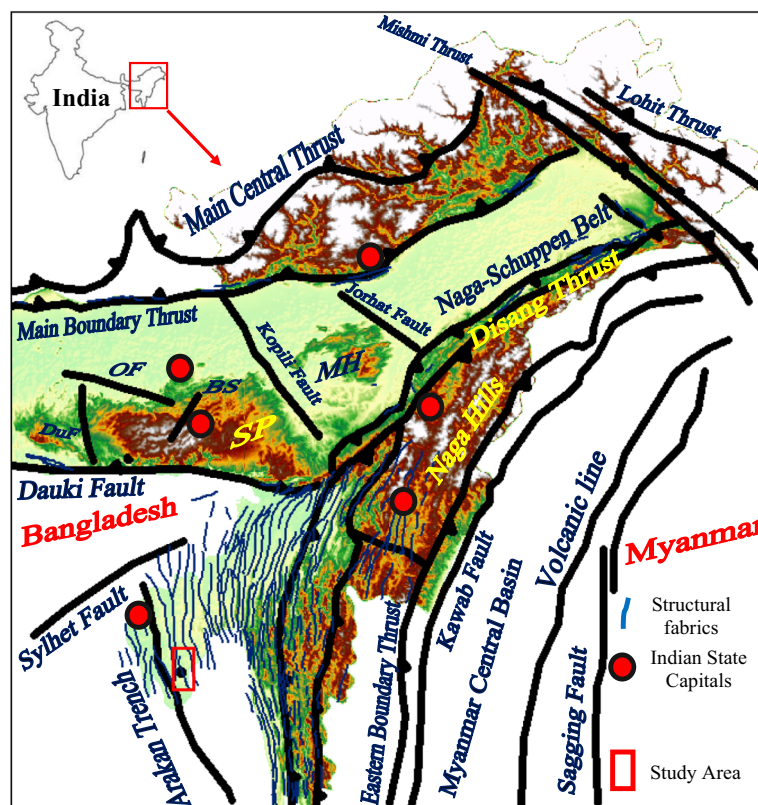 Mishmi Thrust
India
Lohit Thrust
Main Central Thrust
Naga-Schuppen Belt
Main Boundary Thrust
Jorhat Fault
Disang Thrust
Kopili Fault
OF
MH
BS
DuF
SP
Naga Hills
Dauki Fault
Bangladesh
Volcanic line
Myanmar
Kawab Fault
Structural
fabrics
Sylhet Fault
Indian State
Capitals
Myanmar Central Basin
Arakan Trench
Eastern Boundary Thrust
Sagging Fault
Study Area